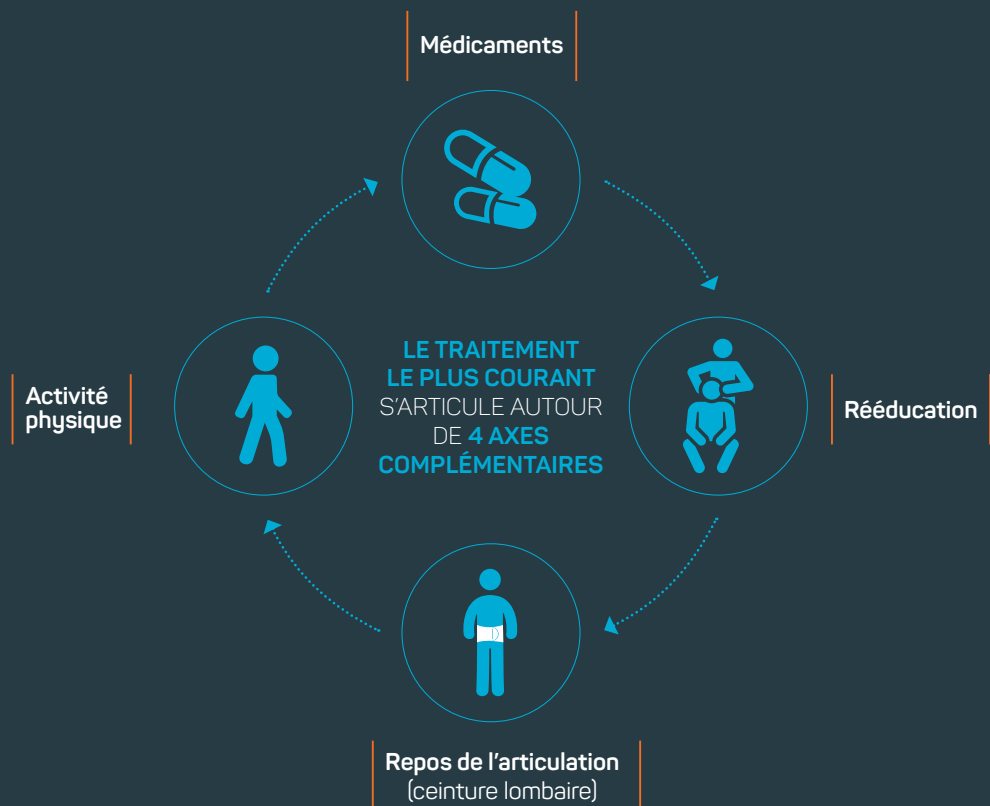 Médicaments
LE TRAITEMENT
LE PLUS COURANT
S'ARTICULE AUTOUR
DE 4 AXES
COMPLÉMENTAIRES
Activité
physique
Rééducation
Repos de l'articulation
(ceinture lombaire)